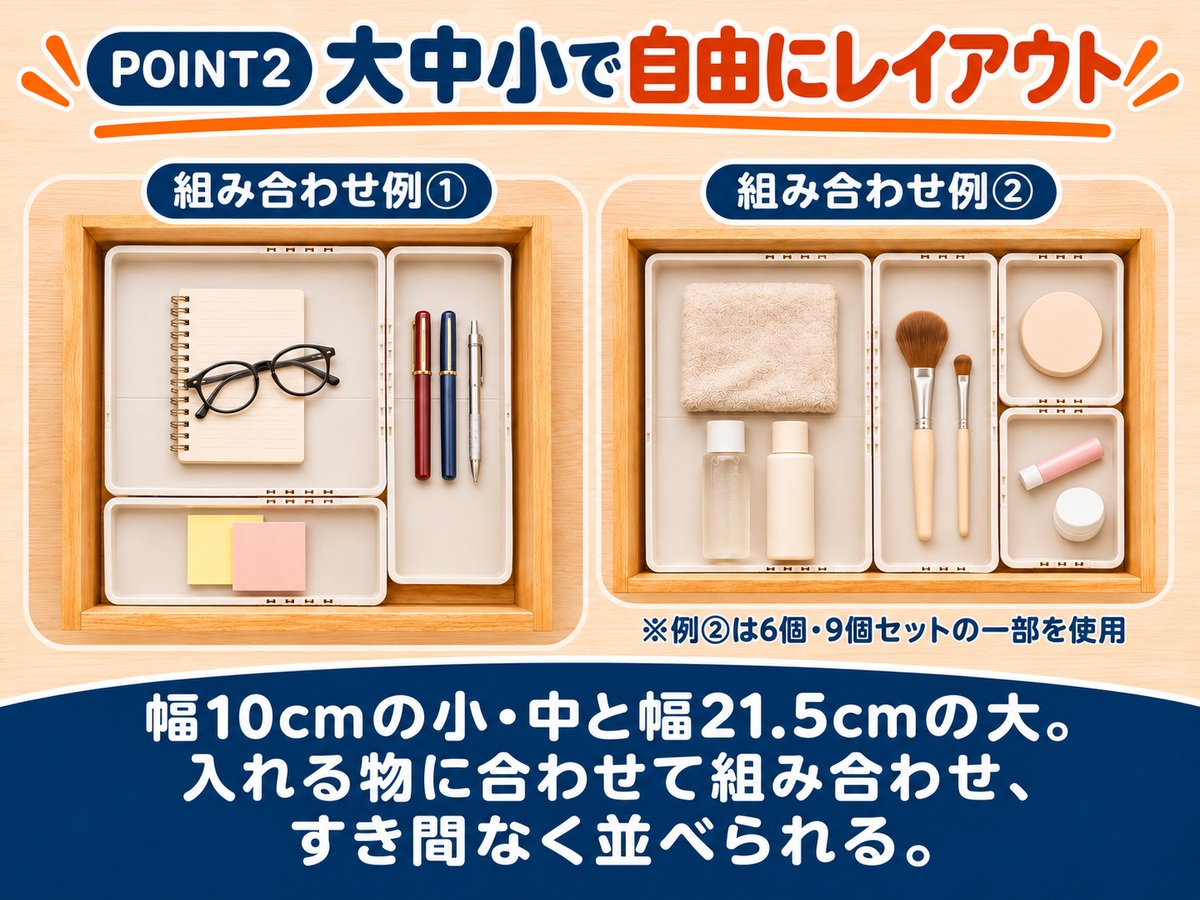 POINT2 大中小で自由にレイアウト
組み合わせ例①
組み合わせ例②
※例②は6個・9個セットの一部を使用
幅10cmの小・中と幅21.5cmの大。
入れる物に合わせて組み合わせ、
すき間なく並べられる。